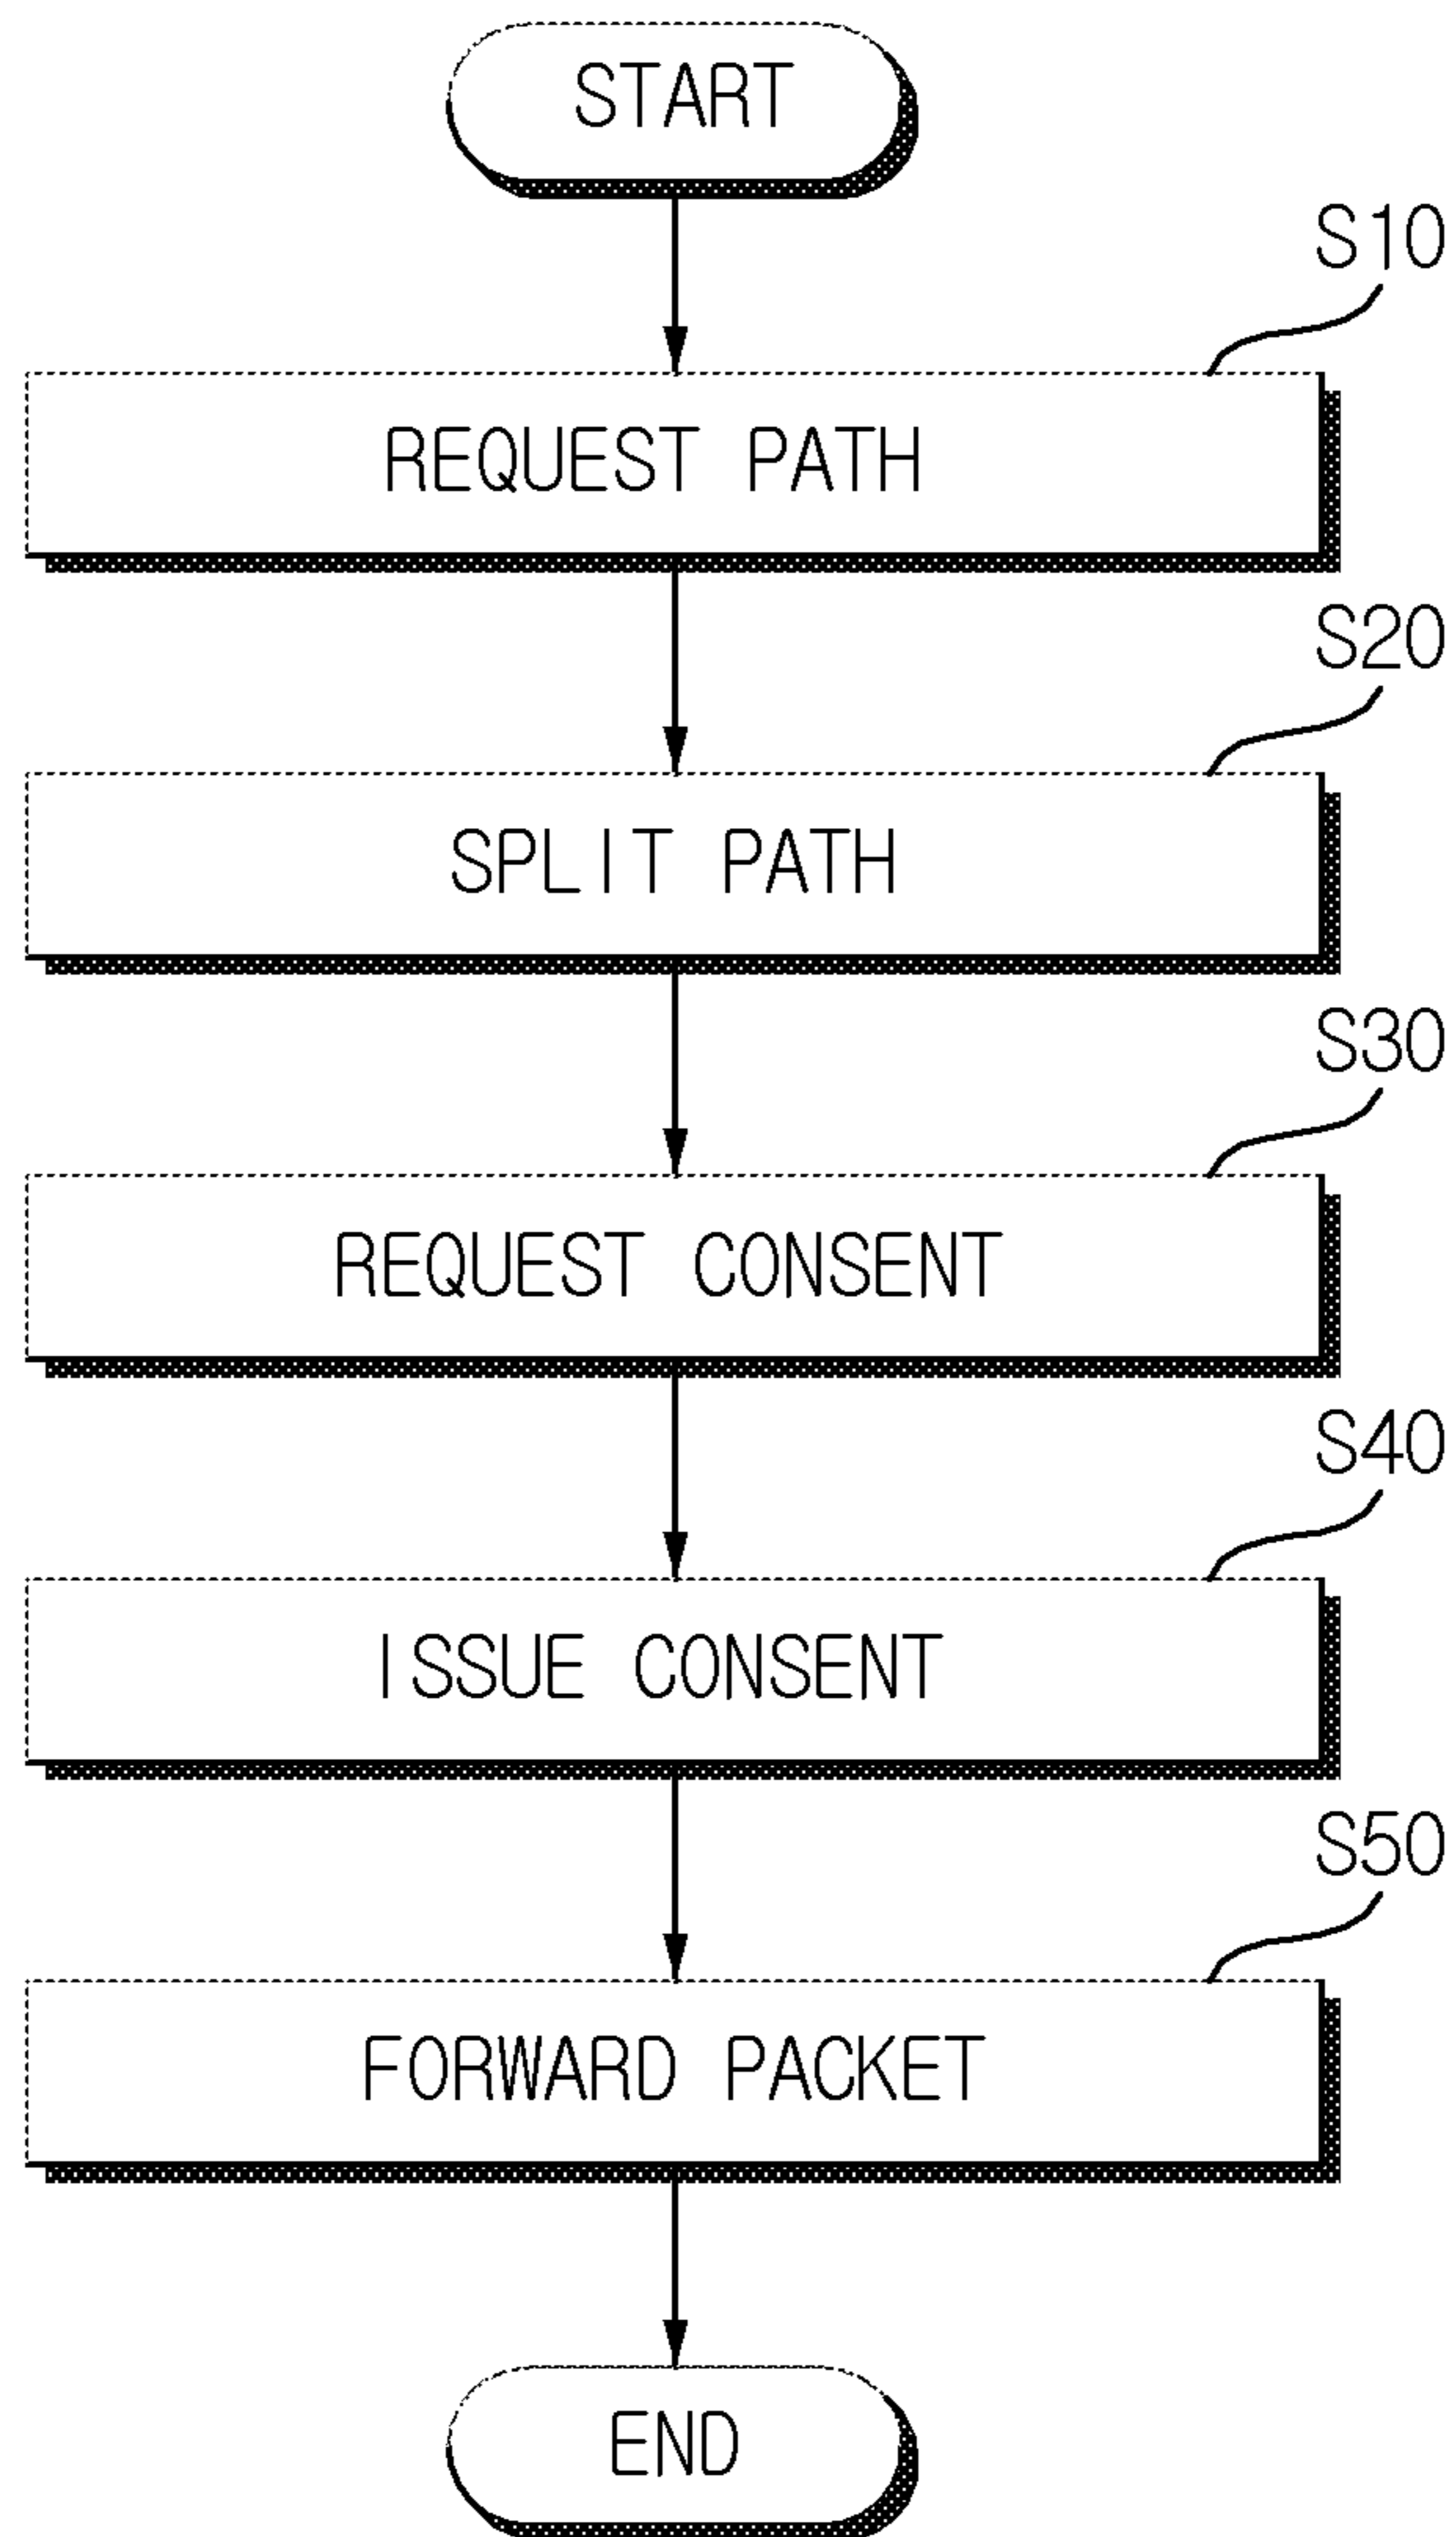 START
S10
REQUEST PATH
S20
SPLIT PATH
S30
REQUEST CONSENT
S40
ISSUE CONSENT
S50
FORWARD PACKET
END